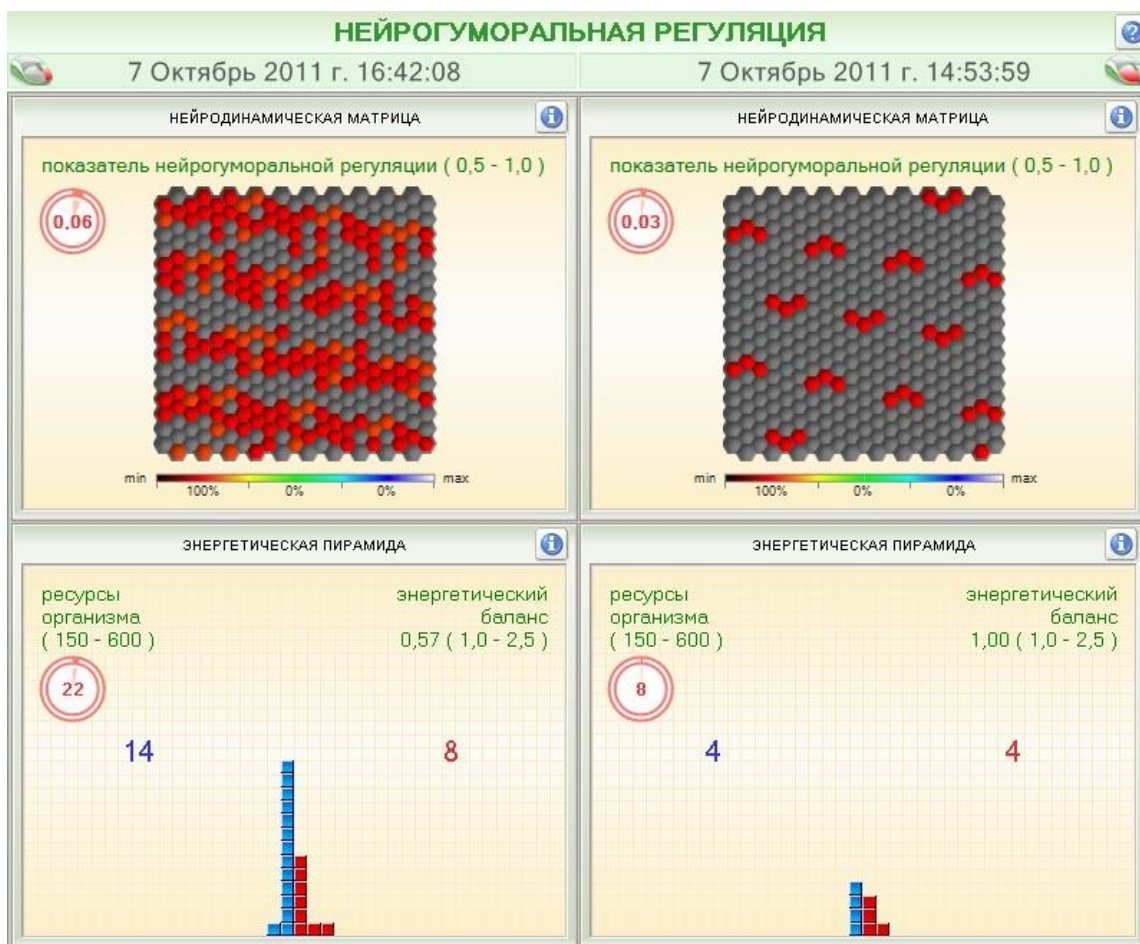 НЕЙРОГУМОРАЛЬНАЯ РЕГУЛЯЦИЯ
7 Октябрь 2011 г. 16:42:08
7 Октябрь 2011 г. 14:53:59
НЕЙРОДИНАМИЧЕСКАЯ МАТРИЦА
показатель нейрогуморальной регуляции ( 0,5 - 1,0 )
0.06
min
100%
0%
0%
max
НЕЙРОДИНАМИЧЕСКАЯ МАТРИЦА
показатель нейрогуморальной регуляции ( 0,5 - 1,0 )
0.03
min
100%
0%
0%
max
ЭНЕРГЕТИЧЕСКАЯ ПИРАМИДА
ресурсы
организма
( 150 - 600 )
энергетический
баланс
0,57 ( 1,0 - 2,5 )
22
14
8
ЭНЕРГЕТИЧЕСКАЯ ПИРАМИДА
ресурсы
организма
( 150 - 600 )
энергетический
баланс
1,00 ( 1,0 - 2,5 )
8
4
4